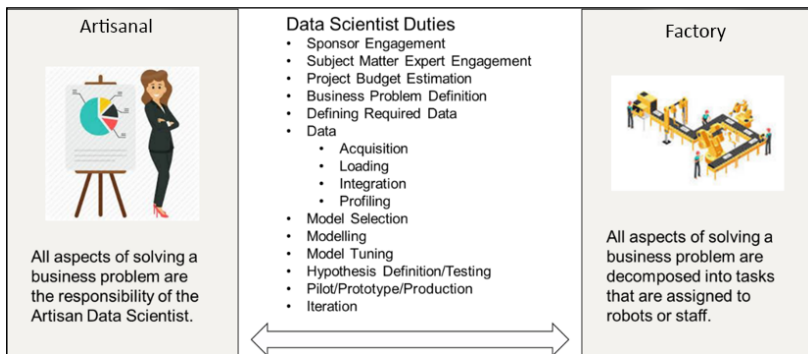 Artisanal
All aspects of solving a
business problem are
the responsibility of the
Artisan Data Scientist.
Data Scientist Duties
• Sponsor Engagement
• Subject Matter Expert Engagement
• Project Budget Estimation
• Business Problem Definition
• Defining Required Data
• Data
• Acquisition
• Loading
• Integration
• Profiling
• Model Selection
• Modelling
• Model Tuning
• Hypothesis Definition/Testing
• Pilot/Prototype/Production
• Iteration
Factory
All aspects of solving a
business problem are
decomposed into tasks
that are assigned to
robots or staff.